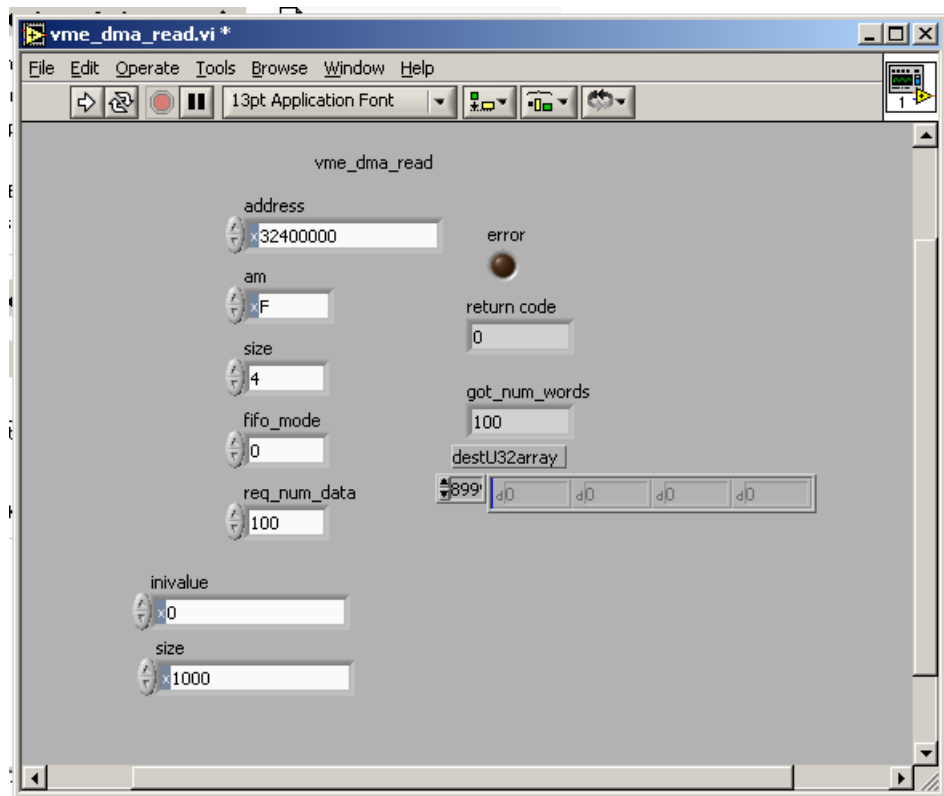 vme_dma_read.vi *
File Edit Operate Tools Browse Window Help
13pt Application Font
1
vme_dma_read
address
x32400000
error
am
xF
return code
0
size
4
got_num_words
100
fifo_mode
0
destU32array
899
d0 d0 d0 d0
req_num_data
100
inivalue
x0
size
x1000